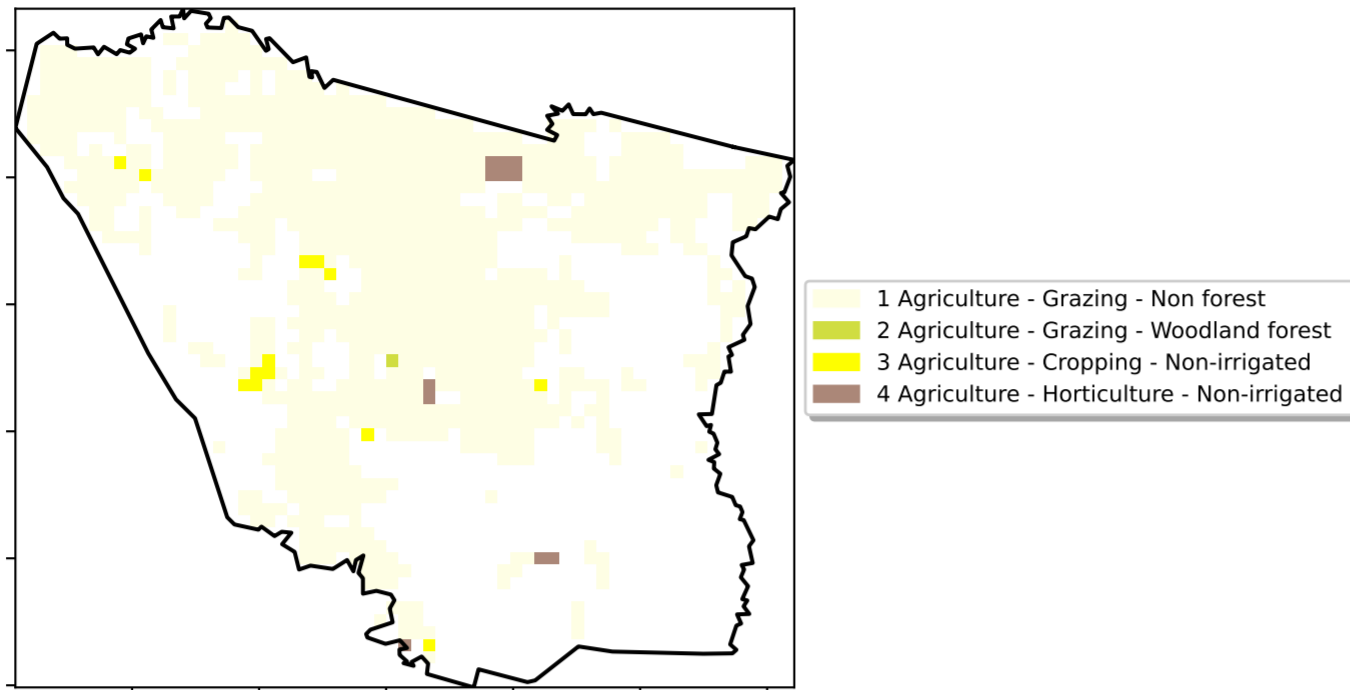 1 Agriculture - Grazing - Non forest
2 Agriculture - Grazing - Woodland forest
3 Agriculture - Cropping - Non-irrigated
4 Agriculture - Horticulture - Non-irrigated